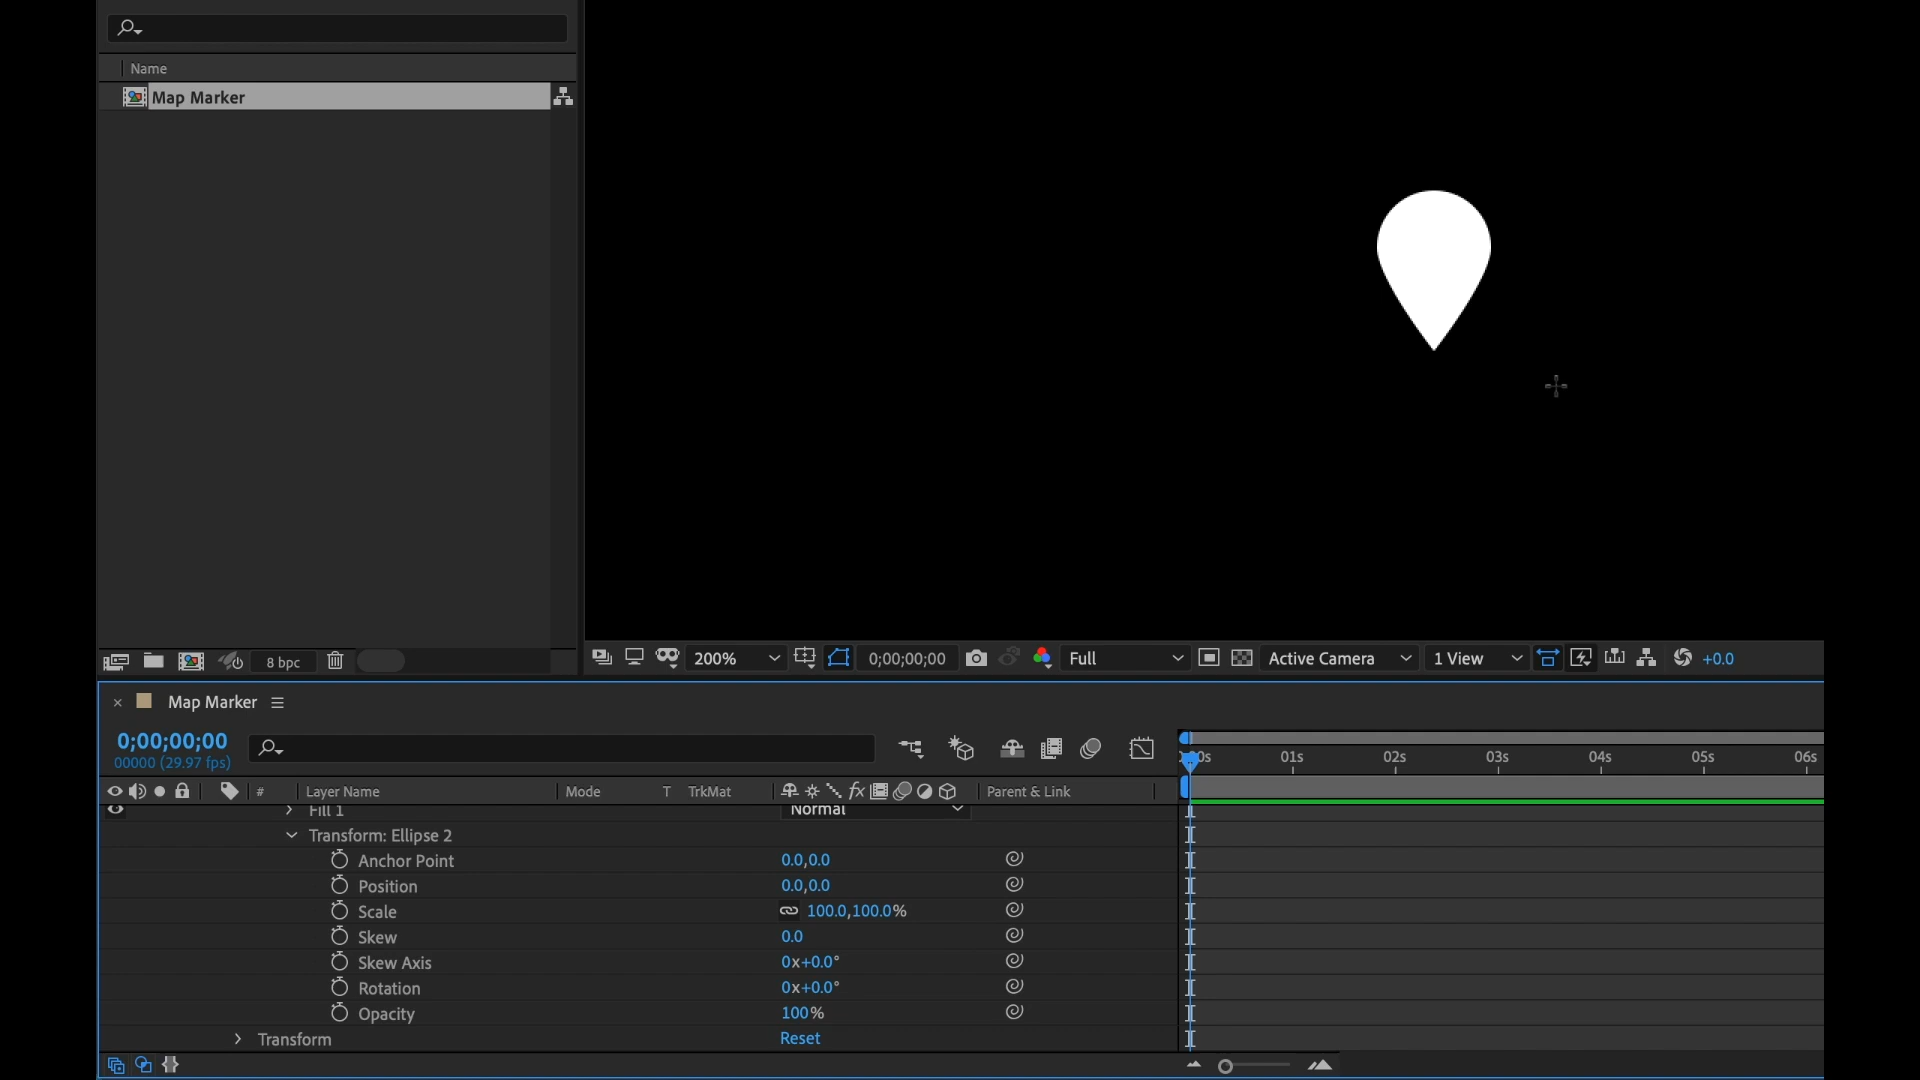 Name
Map Marker
8 bpc
200%
0;00;00;00
Full
Active Camera
1 View
+0.0
Map Marker
0;00;00;00
00000 (29.97 fps)
01s
02s
03s
04s
05s
06s
#
Layer Name
Mode
T
TrkMat
fx
Parent & Link
Fill 1
Normal
Transform: Ellipse 2
Anchor Point
0.0,0.0
Position
0.0,0.0
Scale
100.0,100.0%
Skew
0.0
Skew Axis
0x+0.0°
Rotation
0x+0.0°
Opacity
100%
Transform
Reset